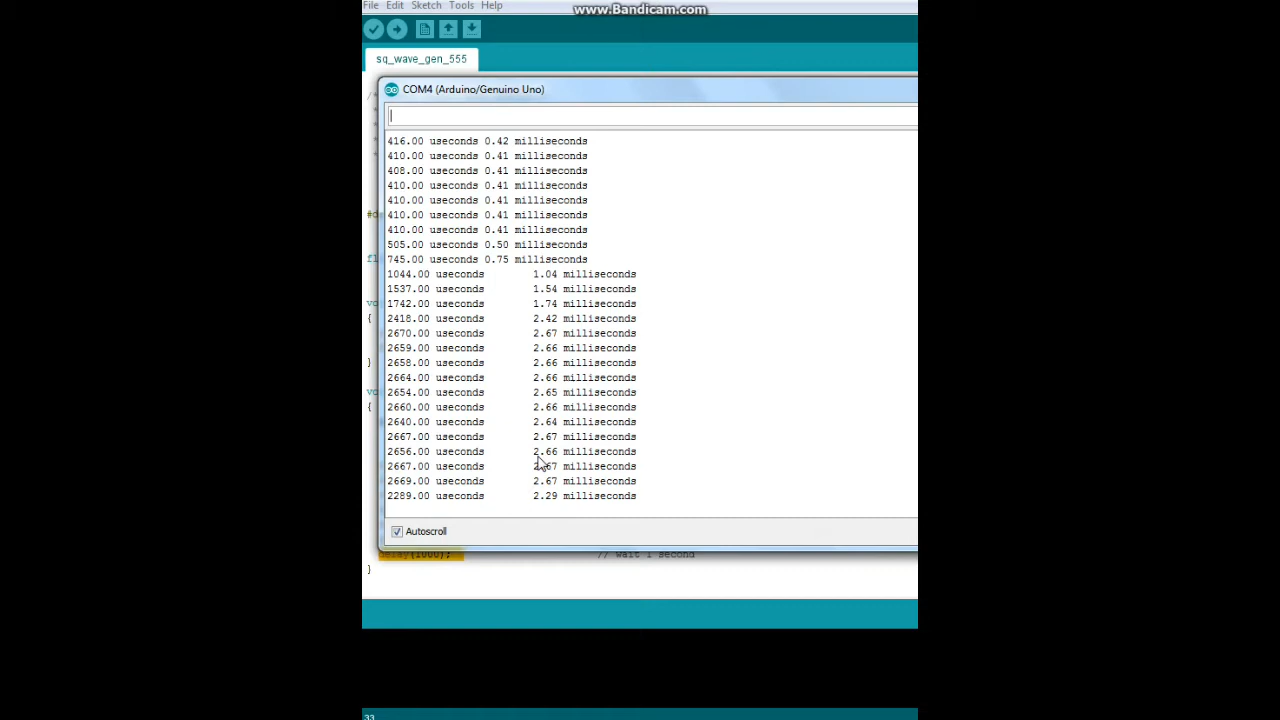 www.Bandicam.com
File Edit Sketch Tools Help
sq_wave_gen_555
COM4 (Arduino/Genuino Uno)
416.00 useconds 0.42 milliseconds
410.00 useconds 0.41 milliseconds
408.00 useconds 0.41 milliseconds
410.00 useconds 0.41 milliseconds
410.00 useconds 0.41 milliseconds
410.00 useconds 0.41 milliseconds
410.00 useconds 0.41 milliseconds
505.00 useconds 0.50 milliseconds
745.00 useconds 0.75 milliseconds
1044.00 useconds 1.04 milliseconds
1537.00 useconds 1.54 milliseconds
1742.00 useconds 1.74 milliseconds
2418.00 useconds 2.42 milliseconds
2670.00 useconds 2.67 milliseconds
2659.00 useconds 2.66 milliseconds
2658.00 useconds 2.66 milliseconds
2664.00 useconds 2.66 milliseconds
2654.00 useconds 2.65 milliseconds
2660.00 useconds 2.66 milliseconds
2640.00 useconds 2.64 milliseconds
2667.00 useconds 2.67 milliseconds
2656.00 useconds 2.66 milliseconds
2667.00 useconds 2.67 milliseconds
2669.00 useconds 2.67 milliseconds
2289.00 useconds 2.29 milliseconds
Autoscroll
delay(1000); // wait 1 second
}
33